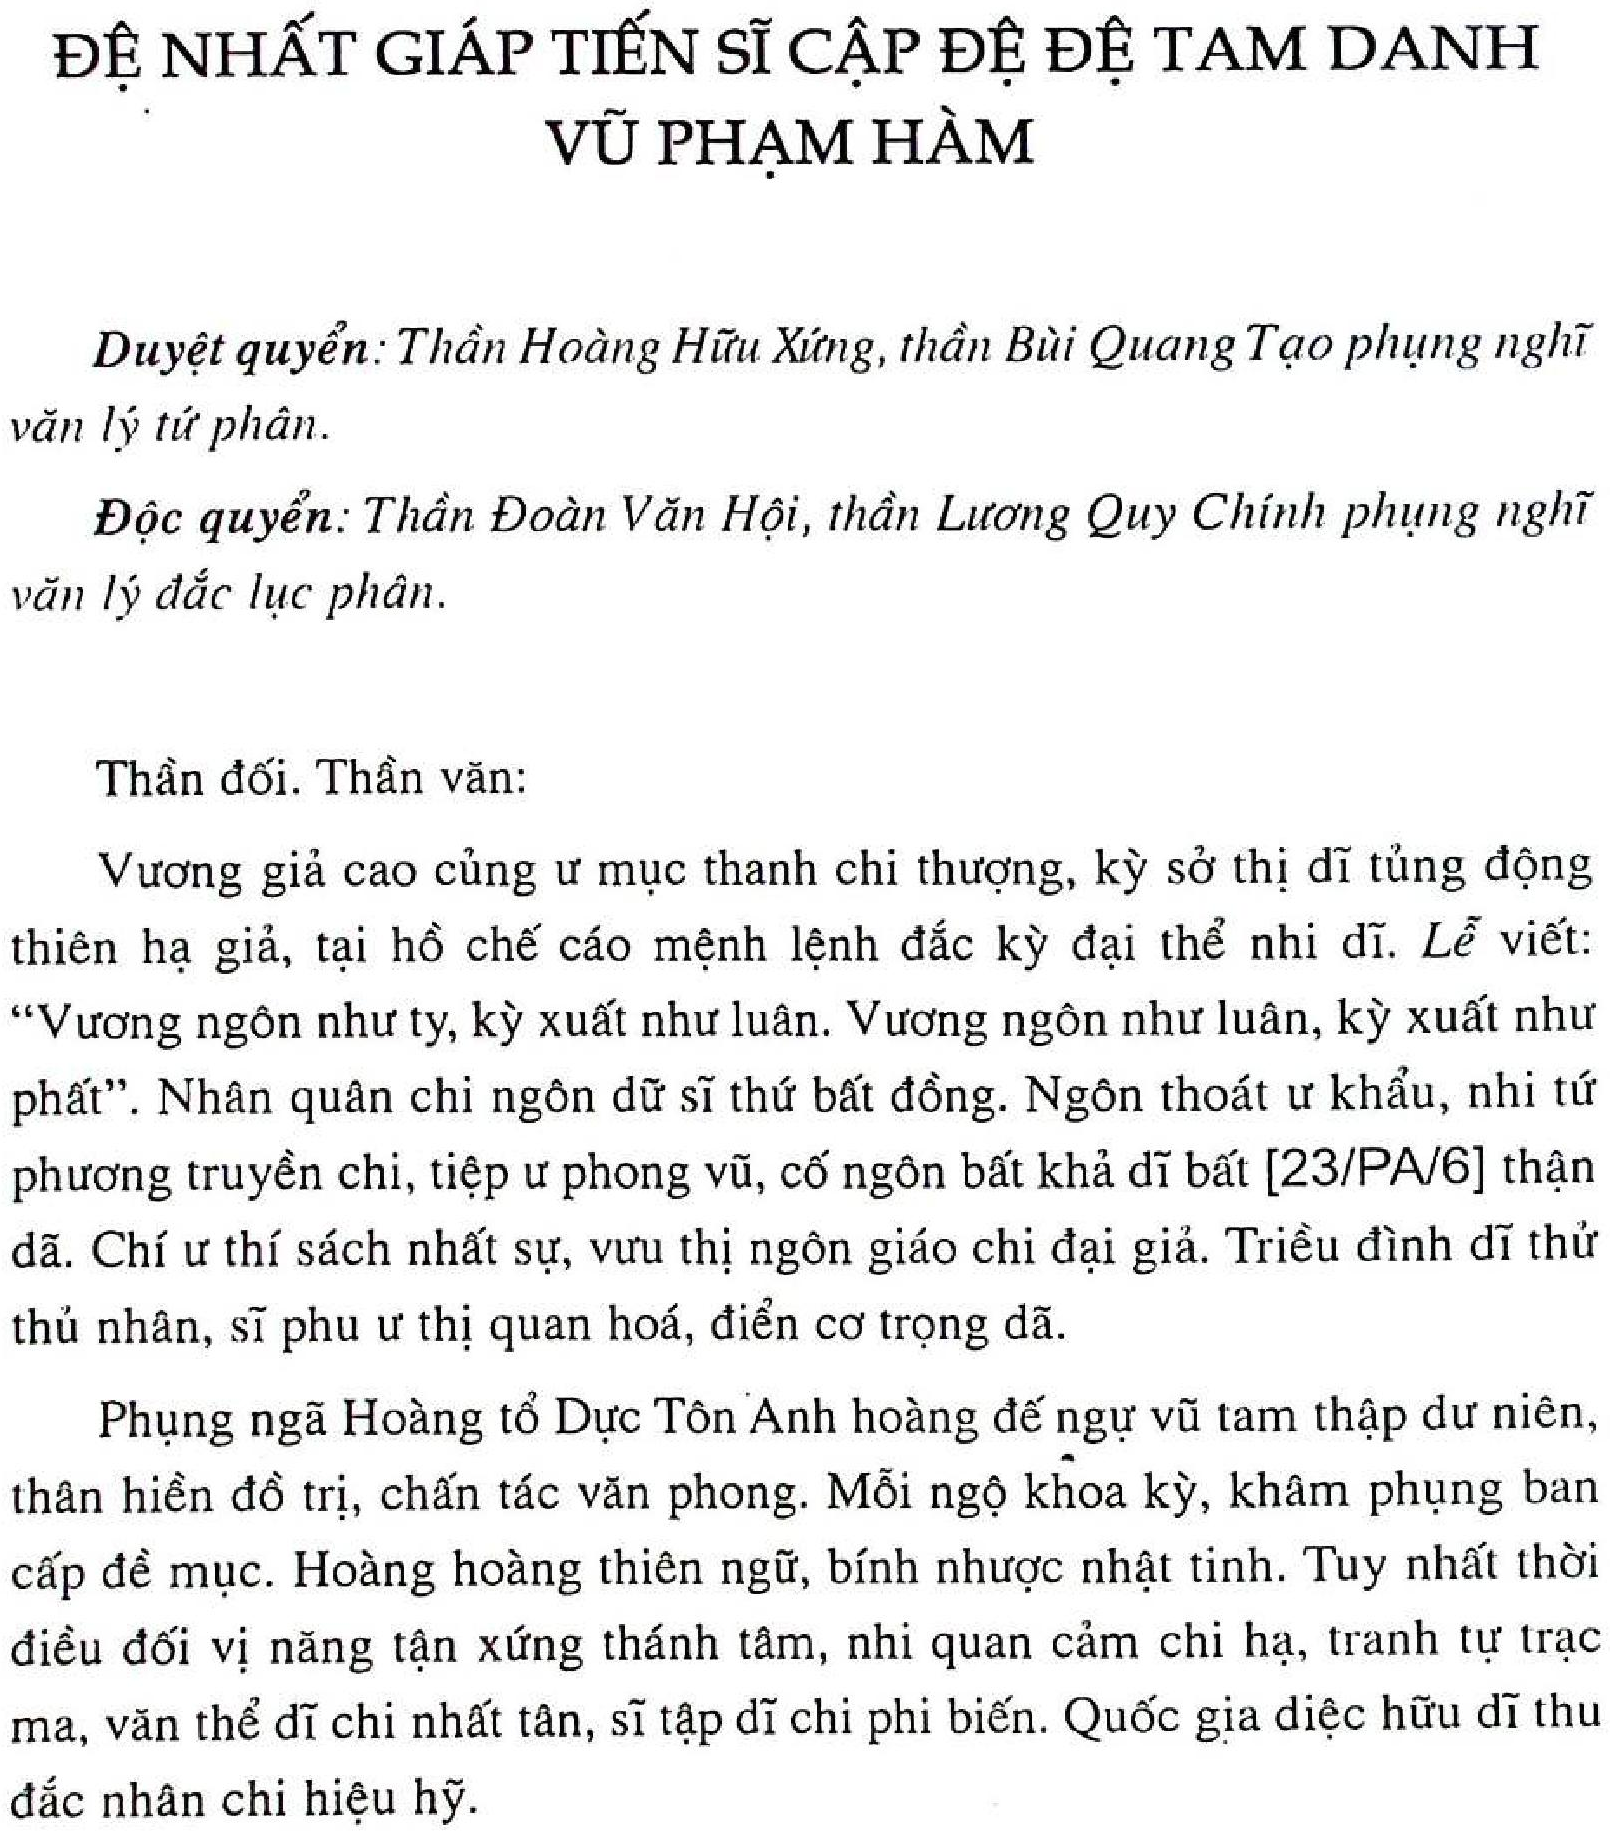 ĐỆ NHẤT GIÁP TIẾN SĨ CẬP ĐỆ ĐỆ TAM DANH
VŨ PHẠM HÀM
Duyệt quyển: Thần Hoàng Hữu Xứng, thần Bùi Quang Tạo phụng nghĩ
văn lý tứ phân.
Độc quyển: Thần Đoàn Văn Hội, thần Lương Quy Chính phụng nghĩ
văn lý đắc lục phân.
Thần đối. Thần văn:
Vương giả cao củng ư mục thanh chi thượng, kỳ sở thị dĩ tủng động
thiên hạ giả, tại hồ chế cáo mệnh lệnh đắc kỳ đại thể nhi dĩ. Lễ viết:
“Vương ngôn như ty, kỳ xuất như luân. Vương ngôn như luân, kỳ xuất như
phất”. Nhân quân chi ngôn dữ sĩ thứ bất đồng. Ngôn thoát ư khẩu, nhi tứ
phương truyền chi, tiệp ư phong vũ, cố ngôn bất khả dĩ bất [23/PA/6] thận
dã. Chí ư thí sách nhất sự, vưu thị ngôn giáo chi đại giả. Triều đình dĩ thử
thủ nhân, sĩ phu ư thị quan hoá, điển cơ trọng dã.
Phụng ngã Hoàng tổ Dực Tôn Anh hoàng đế ngự vũ tam thập dư niên,
thân hiền đồ trị, chấn tác văn phong. Mỗi ngộ khoa kỳ, khâm phụng ban
cấp đề mục. Hoàng hoàng thiên ngữ, bính nhược nhật tinh. Tuy nhất thời
điều đối vị năng tận xứng thánh tâm, nhi quan cảm chi hạ, tranh tự trạc
ma, văn thể dĩ chi nhất tân, sĩ tập dĩ chi phi biến. Quốc gia diệc hữu dĩ thu
đắc nhân chi hiệu hỹ.